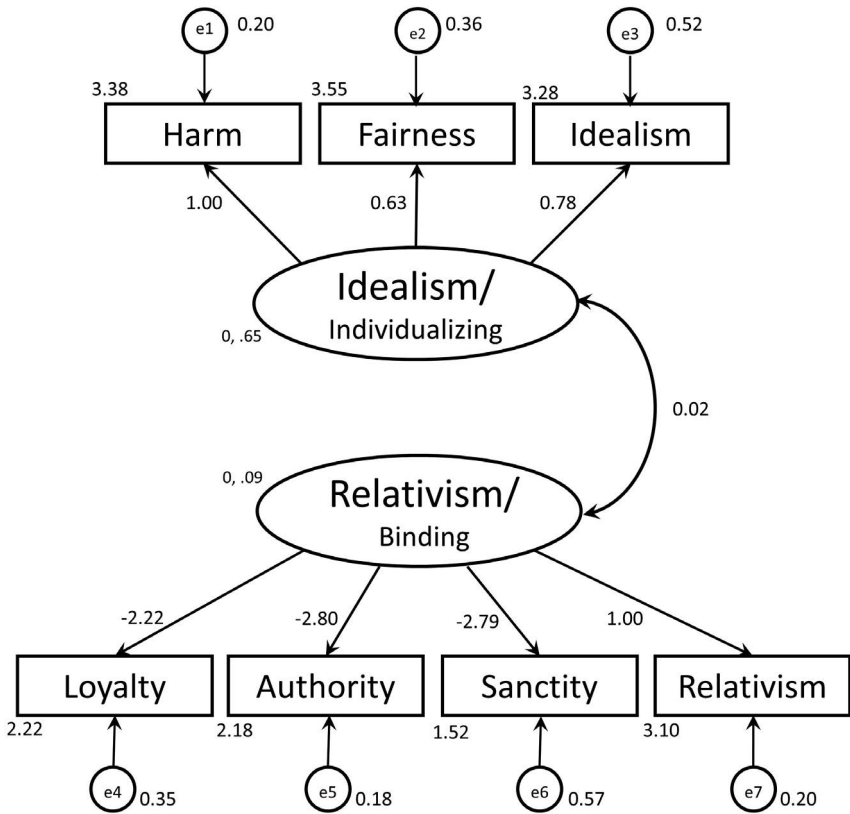 e1 0.20 e2 0.36 e3 0.52
3.38 3.55 3.28
Harm Fairness Idealism
1.00 0.63 0.78
Idealism/
Individualizing
0, .65
0.02
0, .09
Relativism/
Binding
-2.22 -2.80 -2.79 1.00
Loyalty Authority Sanctity Relativism
2.22 2.18 1.52 3.10
e4 0.35 e5 0.18 e6 0.57 e7 0.20